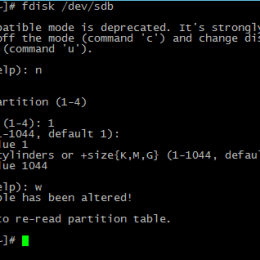 ~]# fdisk /dev/sdb
patible mode is deprecated. It's strongly
off the mode (command 'c') and change dis
(command 'u').
elp): n
artition (1-4)
(1-4): 1
1-1044, default 1):
lue 1
cylinders or +size{K,M,G} (1-1044, defau
lue 1044
elp): w
ble has been altered!
to re-read partition table.
~]#